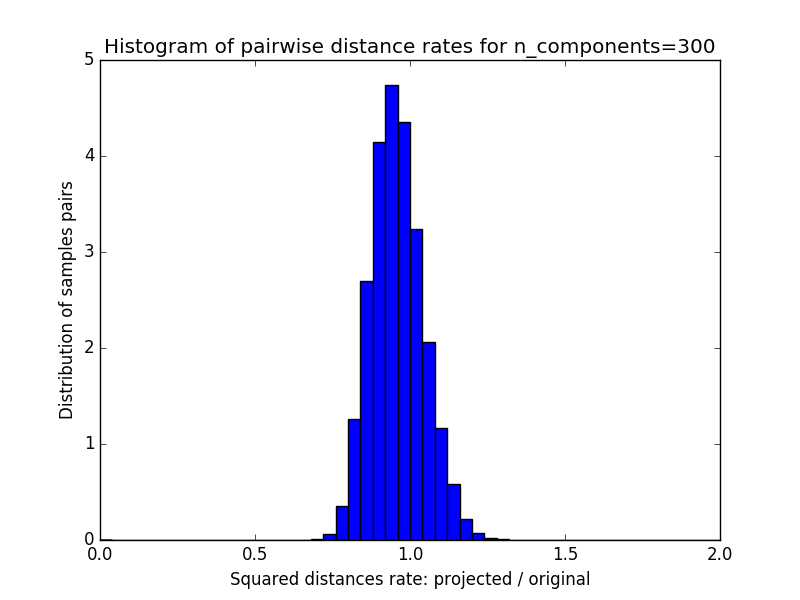 Histogram of pairwise distance rates for n_components=300
5
4
3
2
1
0
Distribution of samples pairs
0.0 0.5 1.0 1.5 2.0
Squared distances rate: projected / original